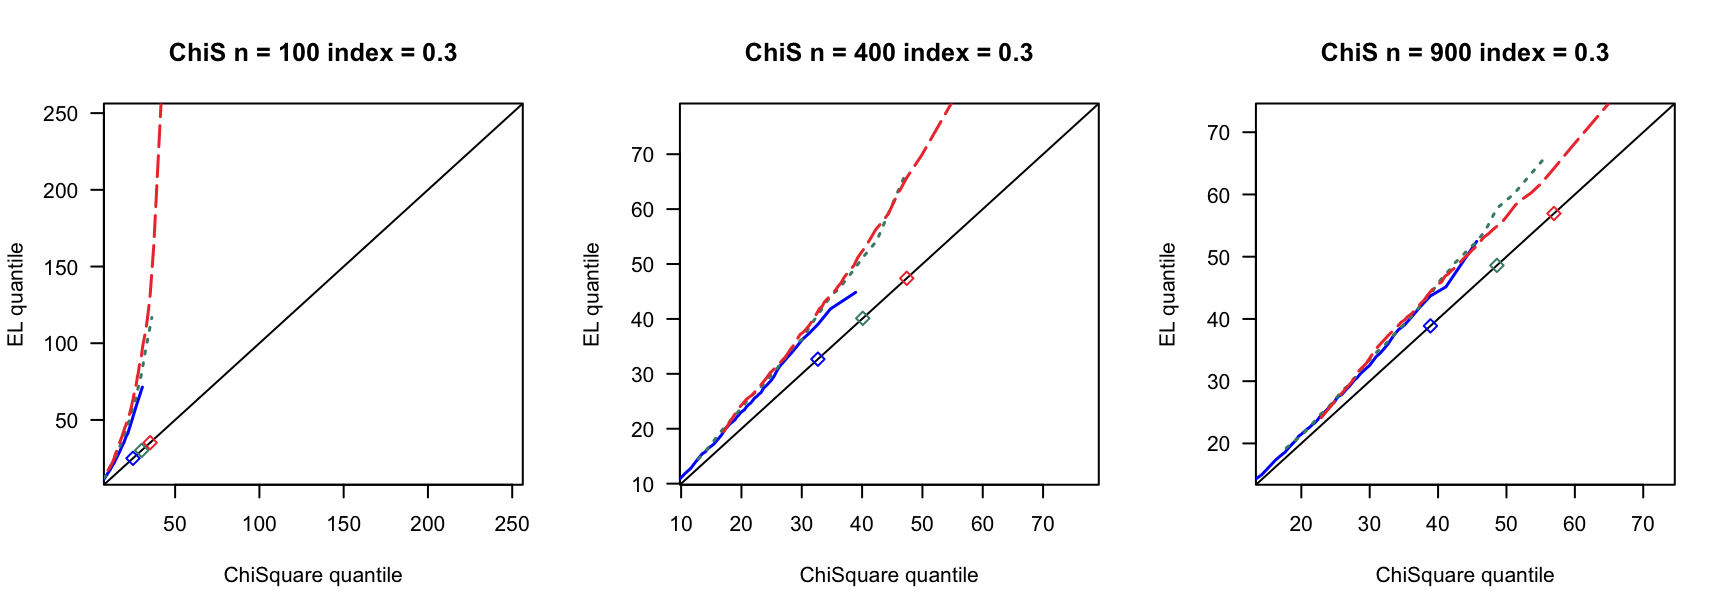 ChiS n = 100 index = 0.3
250
200
150
100
50
EL quantile
50 100 150 200 250
ChiSquare quantile
ChiS n = 400 index = 0.3
70
60
50
40
30
20
10
EL quantile
10 20 30 40 50 60 70
ChiSquare quantile
ChiS n = 900 index = 0.3
70
60
50
40
30
20
EL quantile
20 30 40 50 60 70
ChiSquare quantile